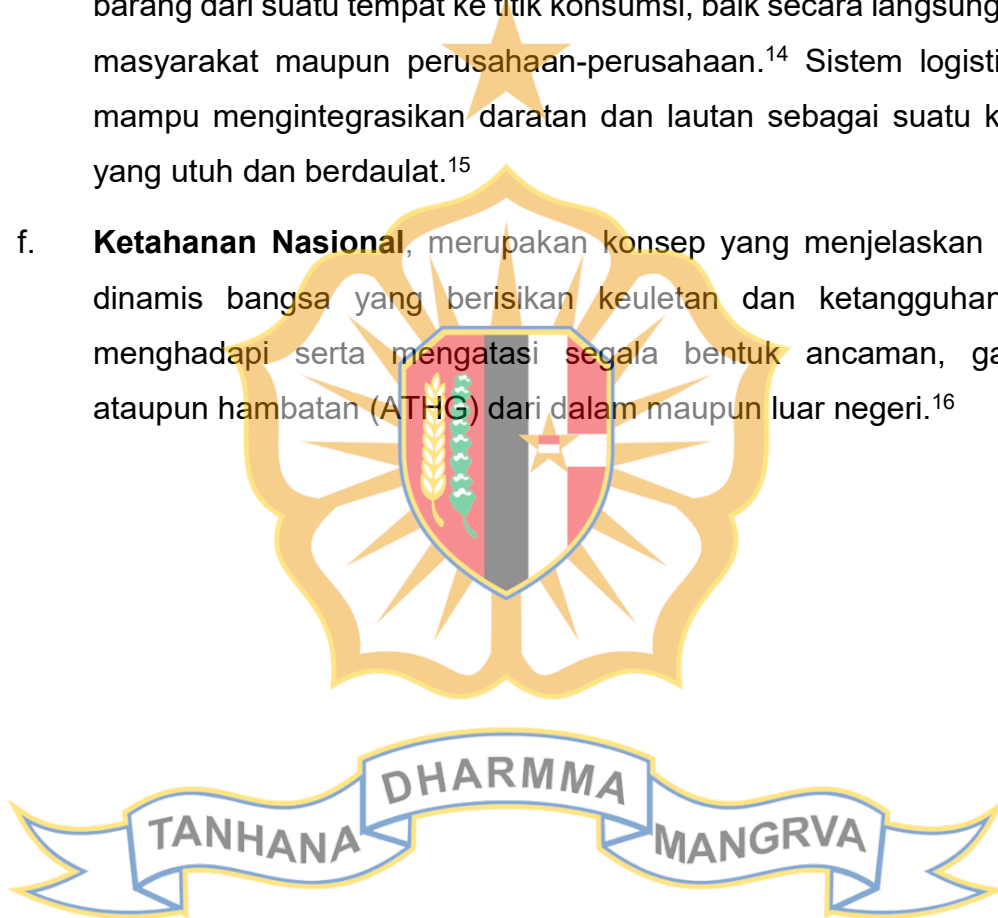 barang dari suatu tempat ke titik konsumsi, baik secara langsung
masyarakat maupun perusahaan-perusahaan.14 Sistem logisti
mampu mengintegrasikan daratan dan lautan sebagai suatu k
yang utuh dan berdaulat.15
f. Ketahanan Nasional, merupakan konsep yang menjelaskan
dinamis bangsa yang berisikan keuletan dan ketangguhan
menghadapi serta mengatasi segala bentuk ancaman, ga
ataupun hambatan (ATHG) dari dalam maupun luar negeri.16
TANHANA DHARMMA MANGRVA